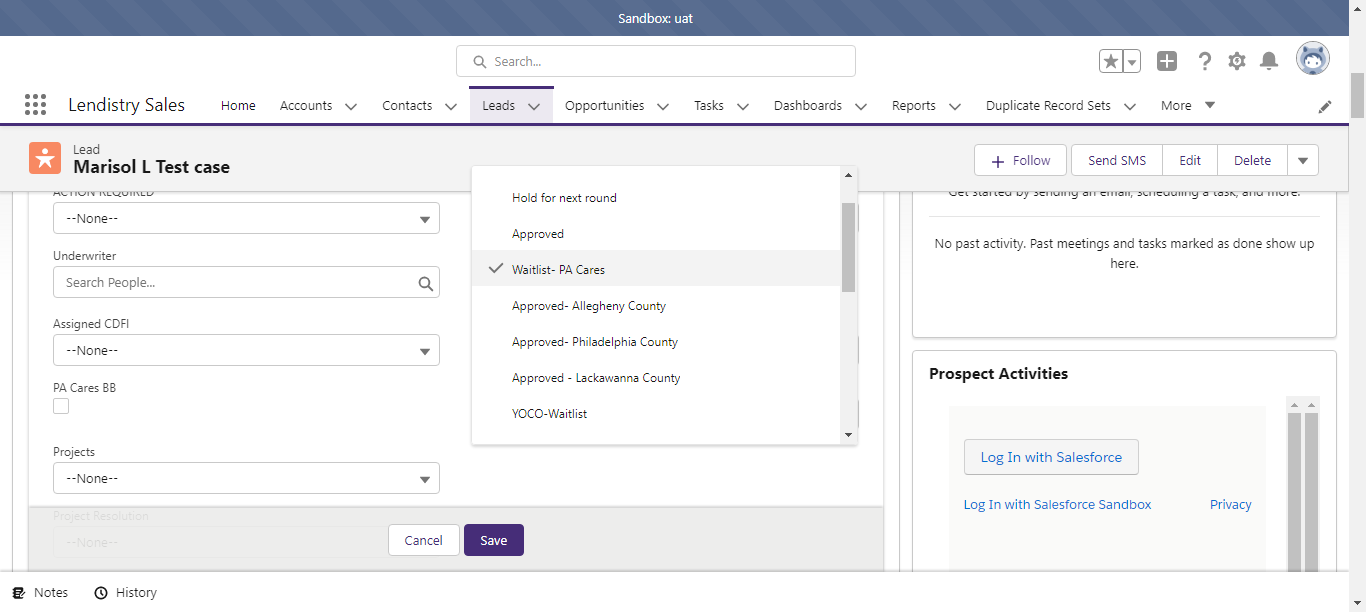 Sandbox: uat
Search...
Lendistry Sales
Home
Accounts
Contacts
Leads
Opportunities
Tasks
Dashboards
Reports
Duplicate Record Sets
More
Lead
Marisol L Test case
Follow
Send SMS
Edit
Delete
ACTION REQUIRED
--None--
Underwriter
Search People...
Assigned CDFI
--None--
PA Cares BB
Projects
--None--
Project Resolution
--None--
Hold for next round
Approved
Waitlist- PA Cares
Approved- Allegheny County
Approved- Philadelphia County
Approved - Lackawanna County
YOCO-Waitlist
Cancel
Save
Get started by sending an email, scheduling a task, and more.
No past activity. Past meetings and tasks marked as done show up
here.
Prospect Activities
Log In with Salesforce
Log In with Salesforce Sandbox
Privacy
Notes
History